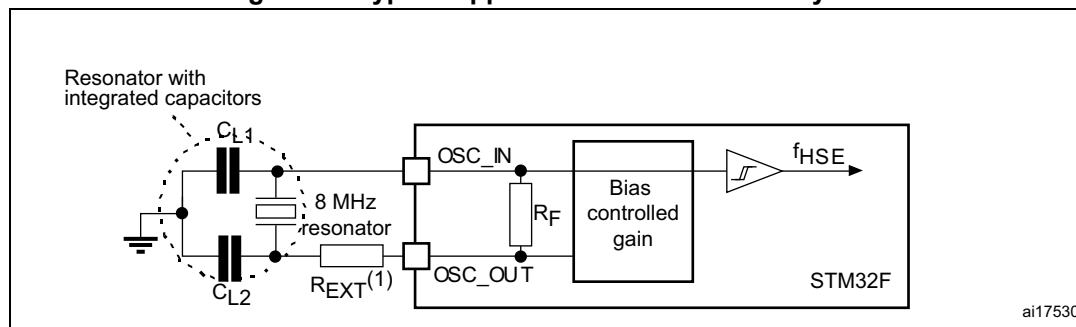 Resonator with
integrated capacitors
CL1
OSC_IN
fHSE
8 MHz
resonator
RF
Bias
controlled
gain
REXT(1)
OSC_OUT
CL2
STM32F
ai17530